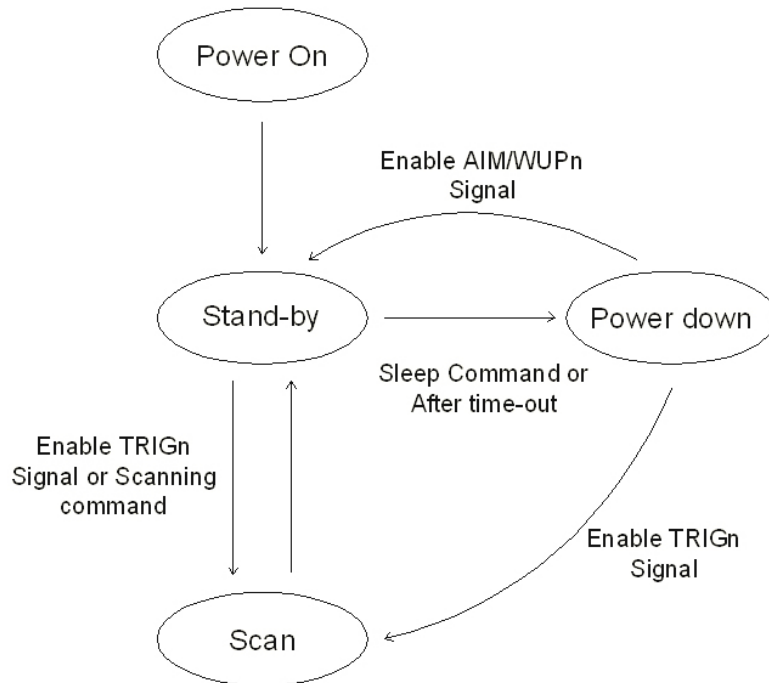 Power On
Enable AIM/WUPn
Signal
Stand-by
Power down
Sleep Command or
After time-out
Enable TRIGn
Signal or Scanning
command
Enable TRIGn
Signal
Scan